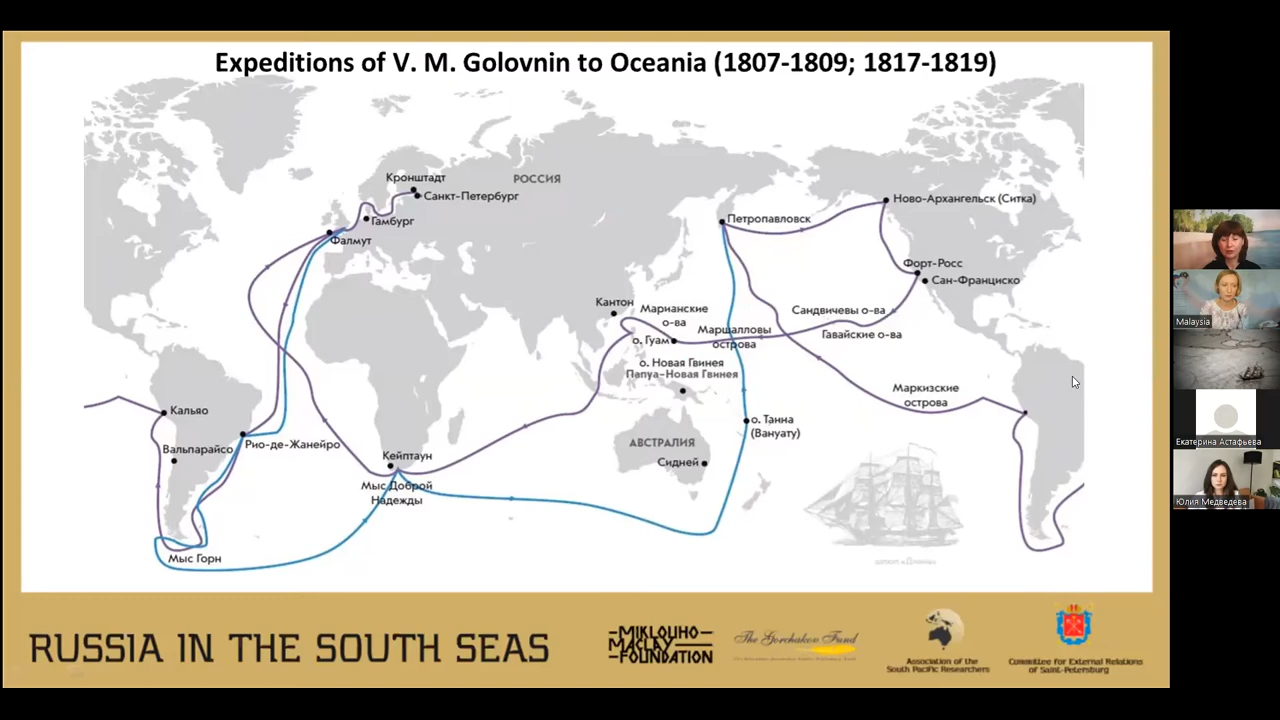 Expeditions of V. M. Golovnin to Oceania (1807-1809; 1817-1819)
Кронштадт
РОССИЯ
Санкт-Петербург
Гамбург
Фалмут
Петропавловск
Ново-Архангельск (Ситка)
Форт-Росс
Сан-Франциско
Кантон
Марианские
о-ва
Сандвичевы о-ва
Маршалловы
острова
Гавайские о-ва
о. Гуам
о. Новая Гвинея
Папуа-Новая Гвинея
Маркизские
острова
Кальяо
Вальпарайсо
Рио-де-Жанейро
Кейптаун
Мыс Доброй
Надежды
АВСТРАЛИЯ
Сидней
о. Танна
(Вануату)
Мыс Горн
шлюп «Диана»
RUSSIA IN THE SOUTH SEAS
–MIKLOUHO–
MACLAY–
–FOUNDATION
The Gorchakov Fund
Association of the
South Pacific Researchers
Committee for External Relations
of Saint-Petersburg
Malaysia
Екатерина Астафьева
Юлия Медведева